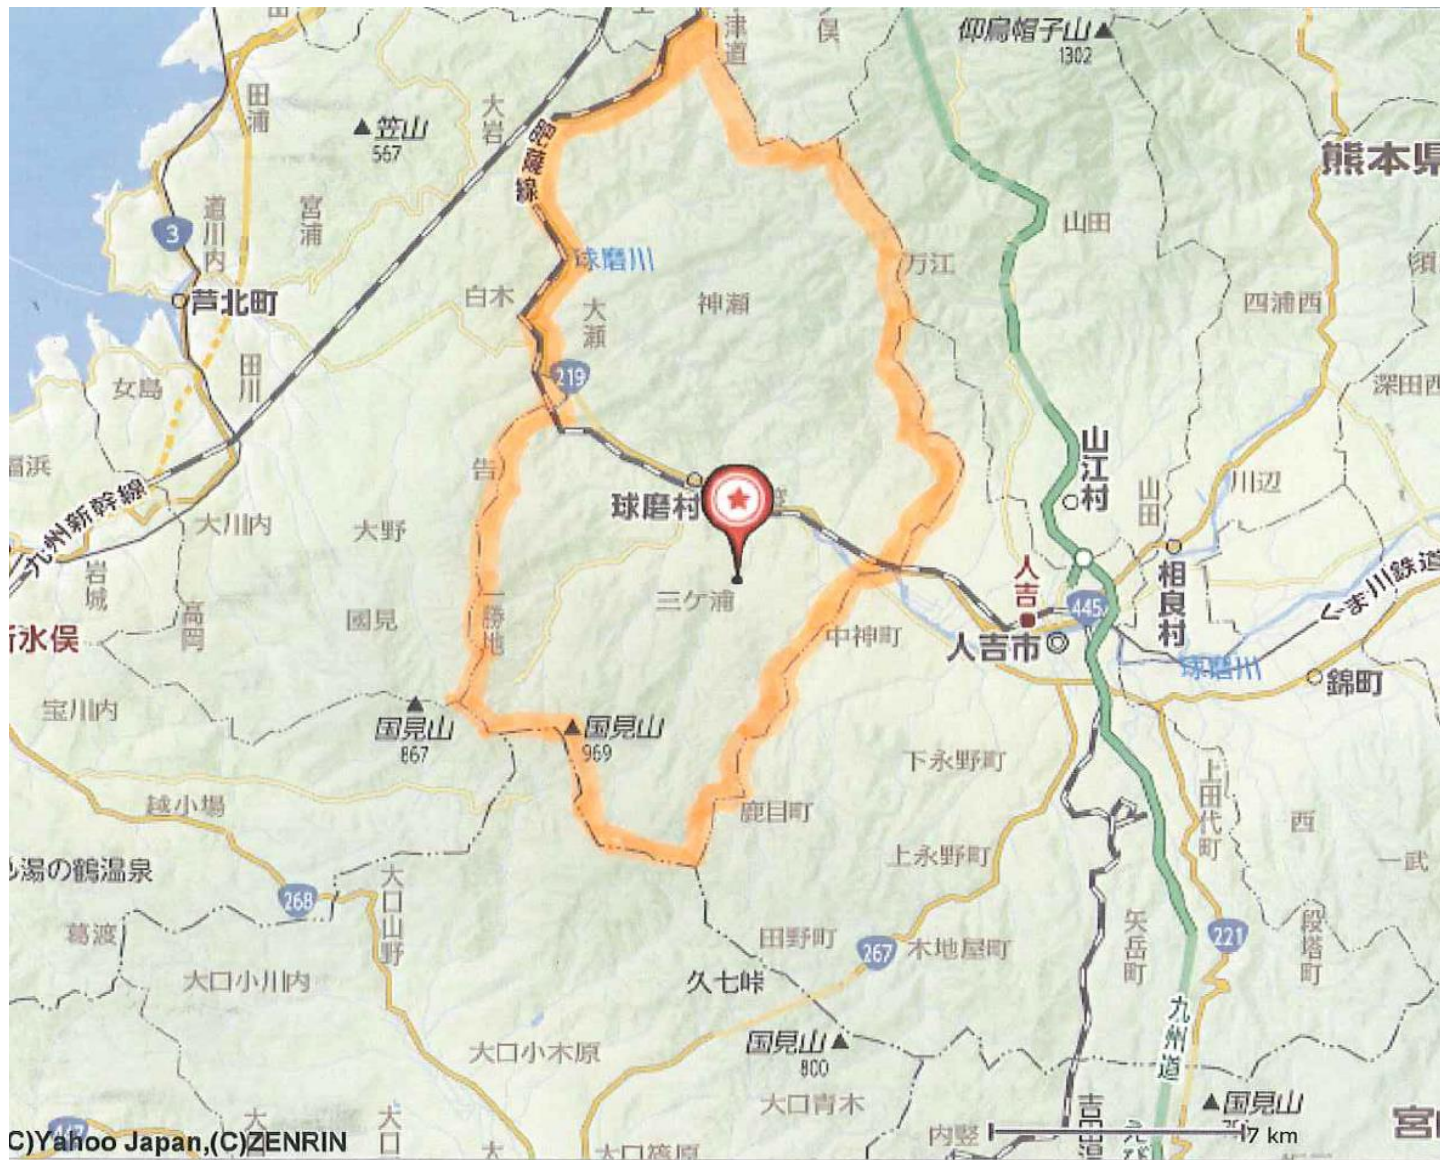 津道
俣
仰烏帽子山
1302
田浦
大岩
笠山
567
肥薩線
熊本県
道川内
宮浦
3
山田
球磨川
万江
芦北町
白木
大瀬
神瀬
四浦西
田川
女島
219
深田西
山江村
告
球磨村
川辺
山田
九州新幹線
大川内
大野
岩城
高岡
國見
一勝地
三ケ浦
人吉
445
相良村
くま川鉄道
中神町
人吉市
球磨川
錦町
水俣
宝川内
国見山
867
国見山
969
下永野町
越小場
鹿目町
上田代町
西
上永野町
一武
湯の鶴温泉
268
大口山野
葛渡
田野町
267
木地屋町
矢岳町
221
段塔町
大口小川内
久七峠
九州道
大口小木原
国見山
800
大口青木
国見山
内竪
7 km
C)Yahoo Japan,(C)ZENRIN